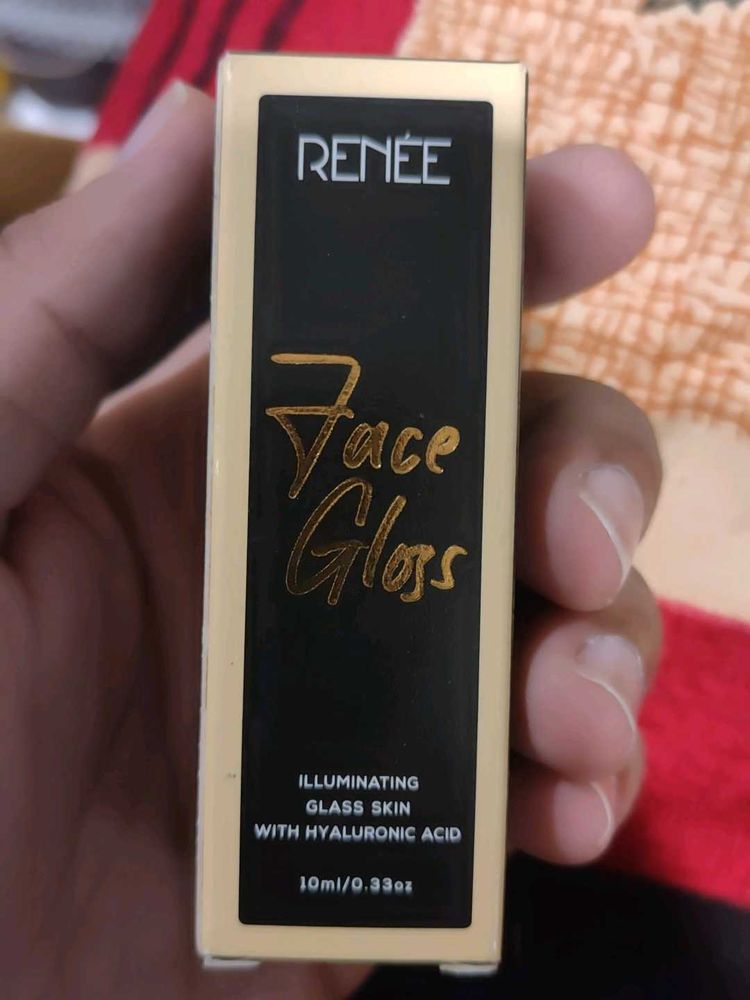 RENÉE
Face
Gloss
ILLUMINATING
GLASS SKIN
WITH HYALURONIC ACID
10ml/0.33oz